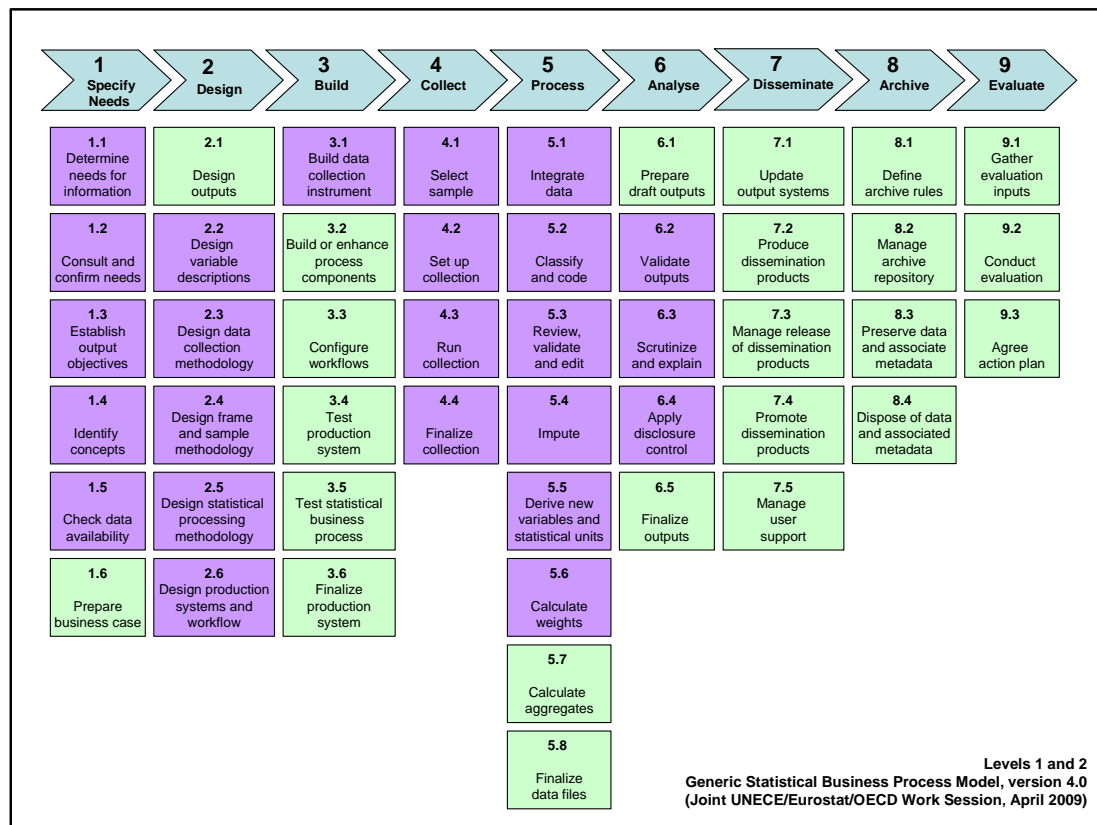 1
Specify
Needs
2
Design
3
Build
4
Collect
5
Process
6
Analyse
7
Disseminate
8
Archive
9
Evaluate
1.1
Determine
needs for
information
1.2
Consult and
confirm needs
1.3
Establish
output
objectives
1.4
Identify
concepts
1.5
Check data
availability
1.6
Prepare
business case
2.1
Design
outputs
2.2
Design
variable
descriptions
2.3
Design data
collection
methodology
2.4
Design frame
and sample
methodology
2.5
Design statistical
processing
methodology
2.6
Design production
systems and
workflow
3.1
Build data
collection
instrument
3.2
Build or enhance
process
components
3.3
Configure
workflows
3.4
Test
production
system
3.5
Test statistical
business
process
3.6
Finalize
production
system
4.1
Select
sample
4.2
Set up
collection
4.3
Run
collection
4.4
Finalize
collection
5.1
Integrate
data
5.2
Classify
and code
5.3
Review,
validate
and edit
5.4
Impute
5.5
Derive new
variables and
statistical units
5.6
Calculate
weights
5.7
Calculate
aggregates
5.8
Finalize
data files
6.1
Prepare
draft outputs
6.2
Validate
outputs
6.3
Scrutinize
and explain
6.4
Apply
disclosure
control
6.5
Finalize
outputs
7.1
Update
output systems
7.2
Produce
dissemination
products
7.3
Manage release
of dissemination
products
7.4
Promote
dissemination
products
7.5
Manage
user
support
8.1
Define
archive rules
8.2
Manage
archive
repository
8.3
Preserve data
and associate
metadata
8.4
Dispose of data
and associated
metadata
9.1
Gather
evaluation
inputs
9.2
Conduct
evaluation
9.3
Agree
action plan
Levels 1 and 2
Generic Statistical Business Process Model, version 4.0
(Joint UNECE/Eurostat/OECD Work Session, April 2009)